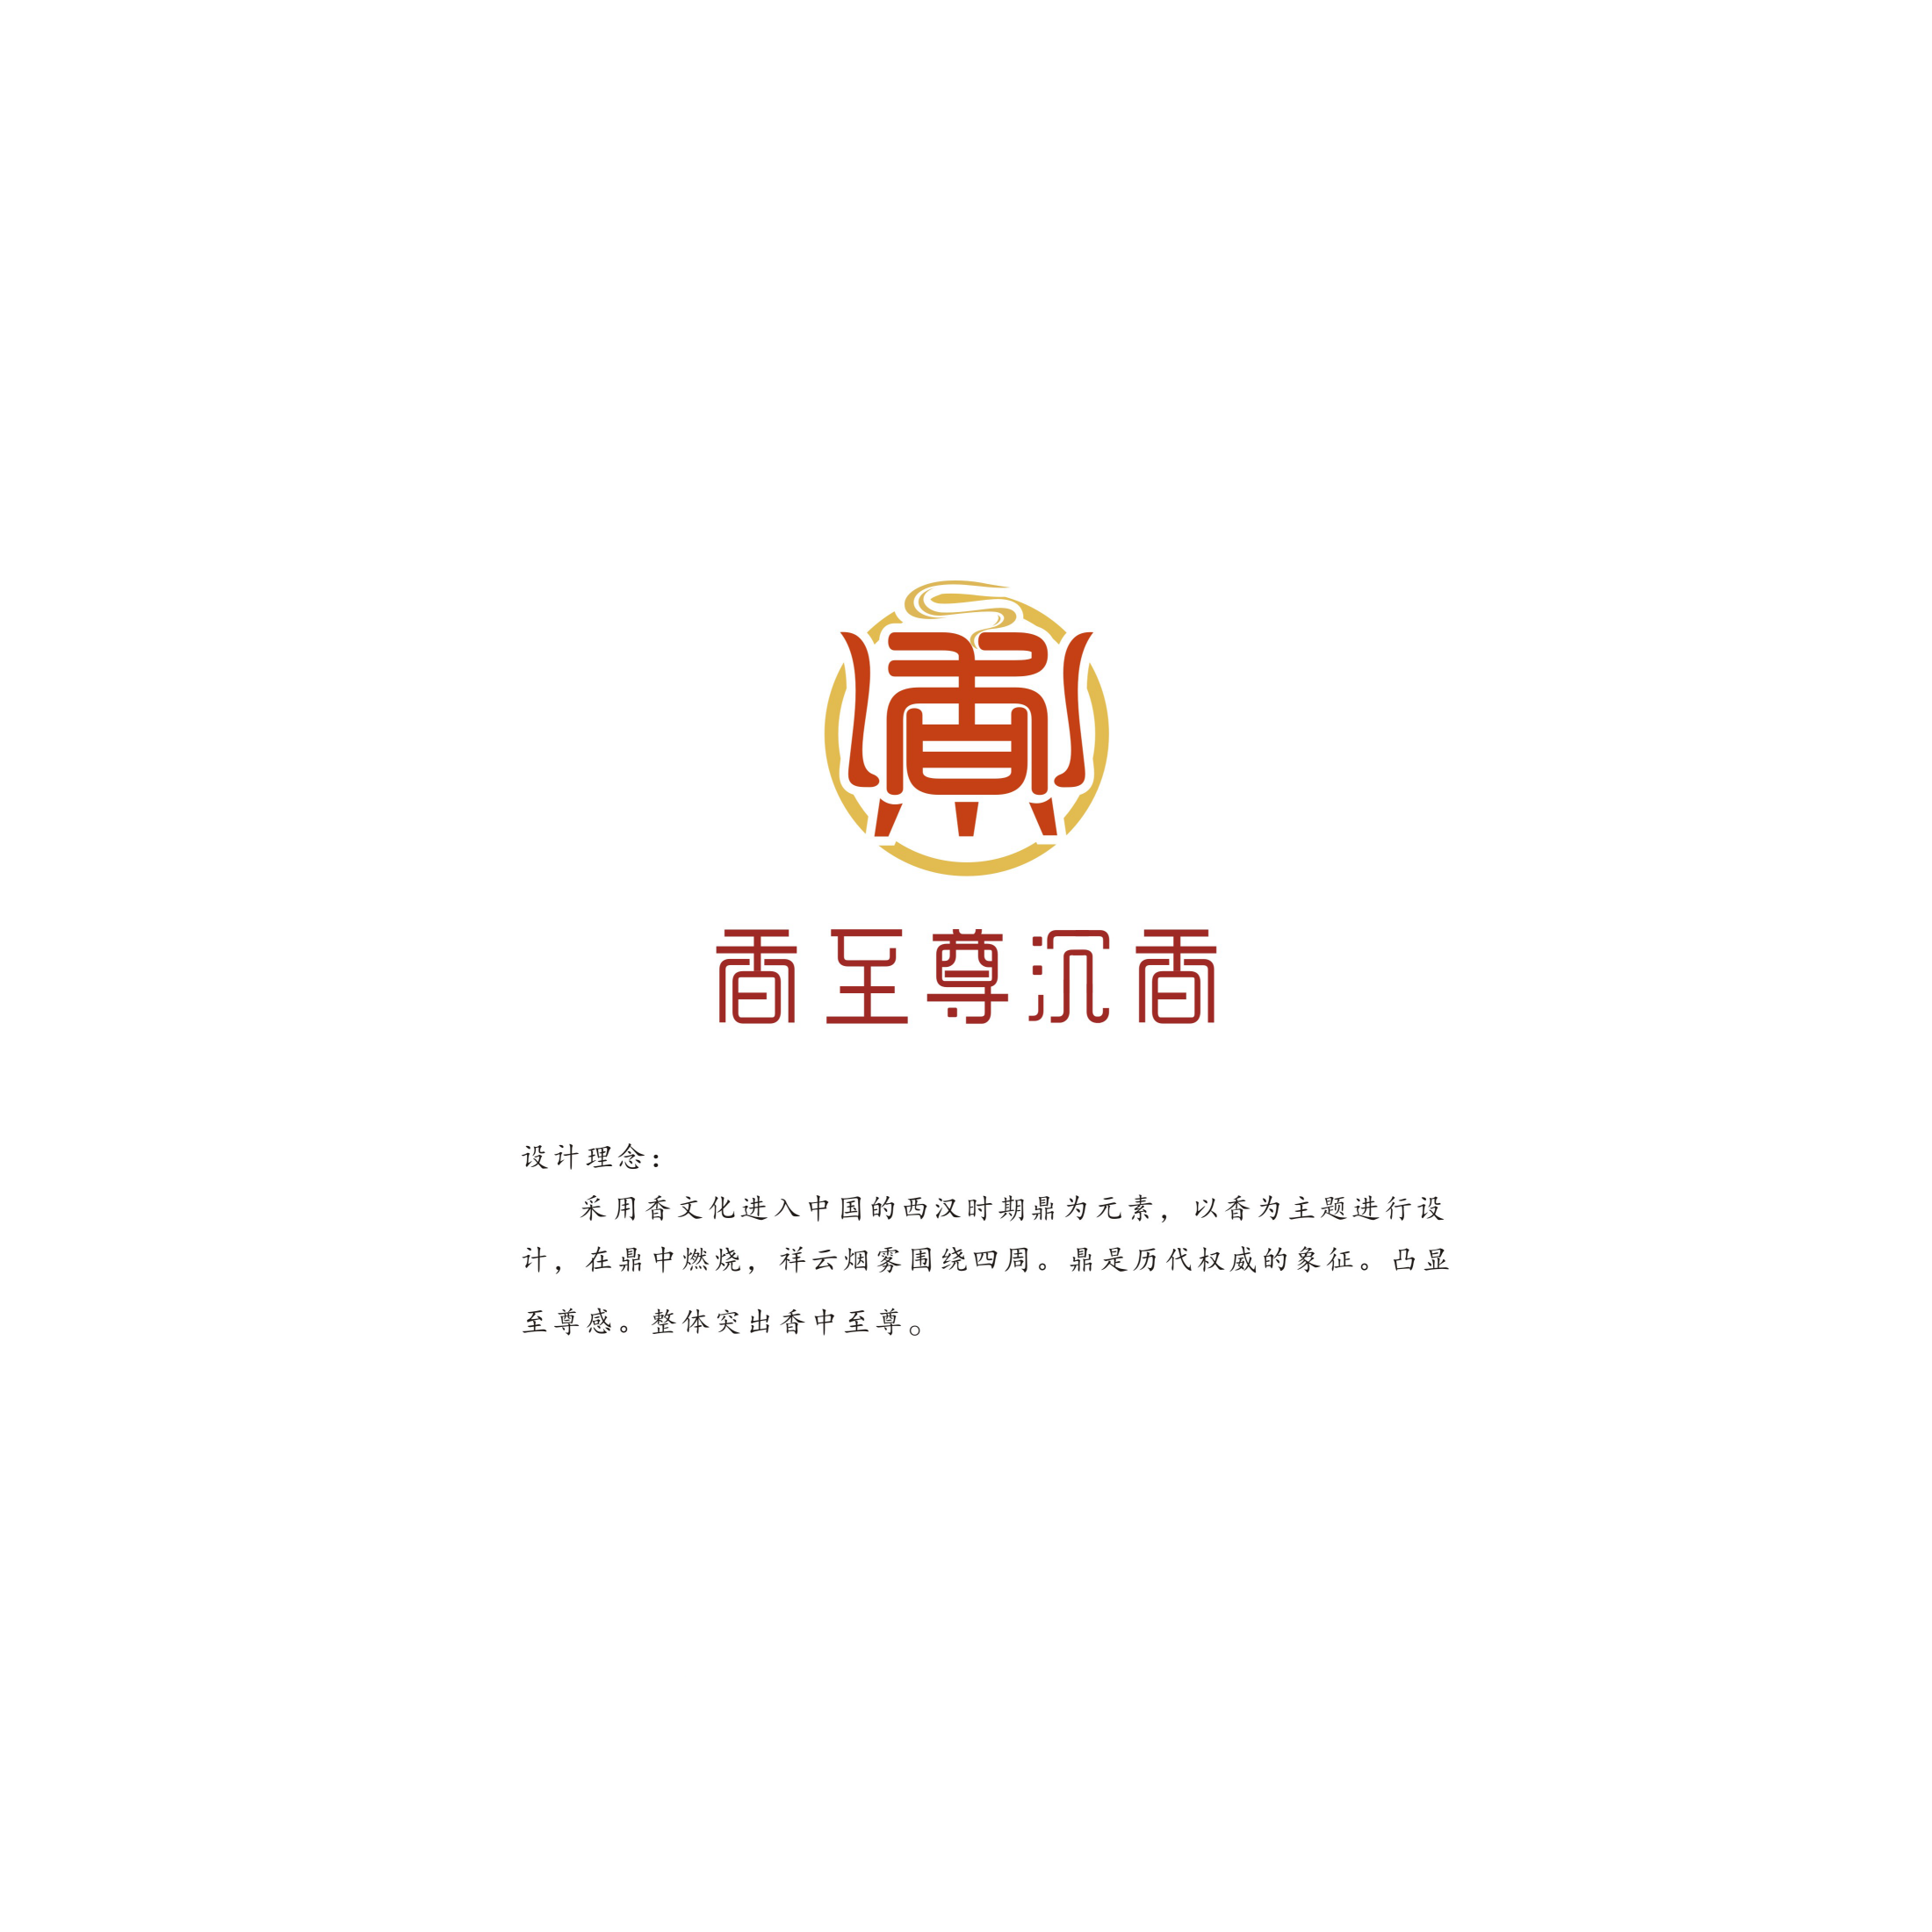 香
香至尊沉香
设计理念：
采用香文化进入中国的西汉时期鼎为元素，以香为主题进行设
计，在鼎中燃烧，祥云烟雾围绕四周。鼎是历代权威的象征。凸显
至尊感。整体突出香中至尊。